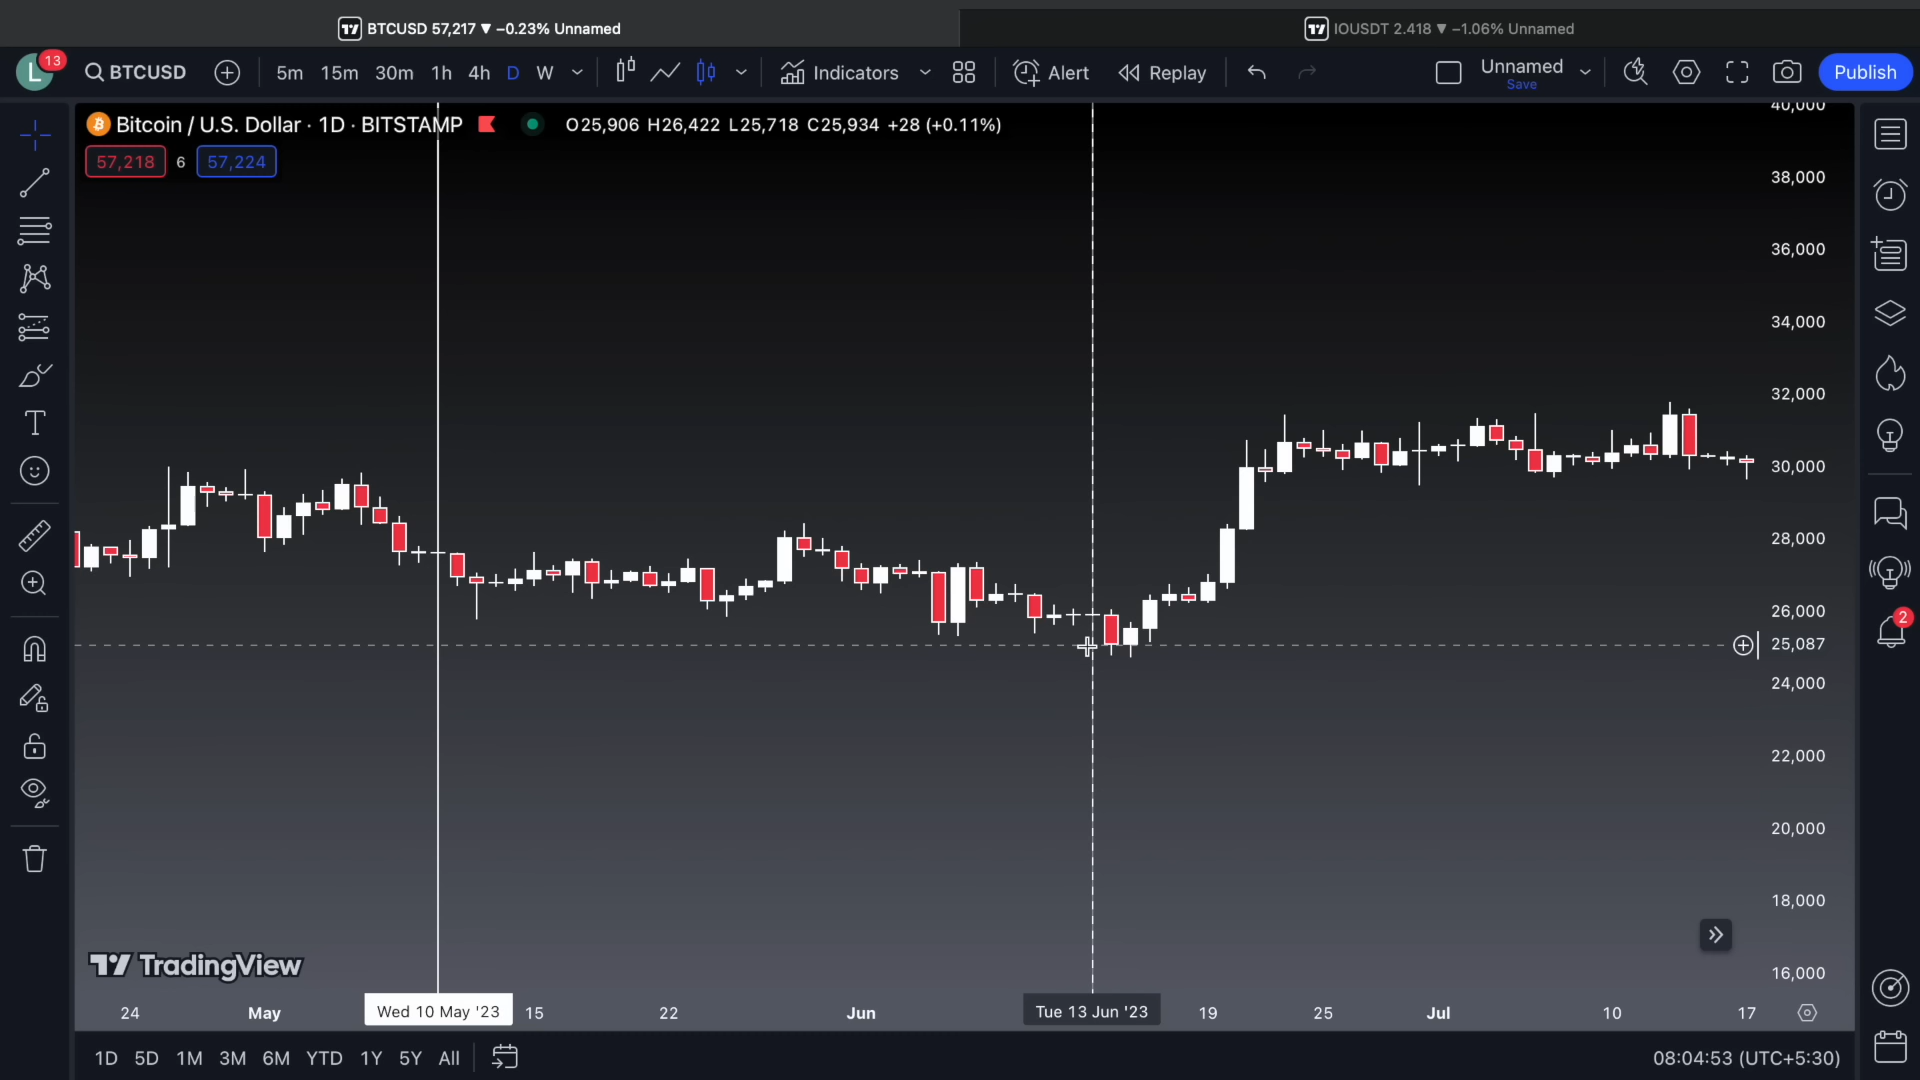 BTCUSD 57,217 ▼ −0.23% Unnamed
IOUSDT 2.418 ▼ −1.06% Unnamed
L 13 BTCUSD 5m 15m 30m 1h 4h D W Indicators Alert Replay Unnamed Publish
Save
Bitcoin / U.S. Dollar · 1D · BITSTAMP O25,906 H26,422 L25,718 C25,934 +28 (+0.11%)
57,218 6 57,224
40,000
38,000
36,000
34,000
32,000
30,000
28,000
26,000
2
25,087
24,000
22,000
20,000
18,000
TradingView
16,000
24 May Wed 10 May '23 15 22 Jun Tue 13 Jun '23 19 25 Jul 10 17
1D 5D 1M 3M 6M YTD 1Y 5Y All 08:04:53 (UTC+5:30)